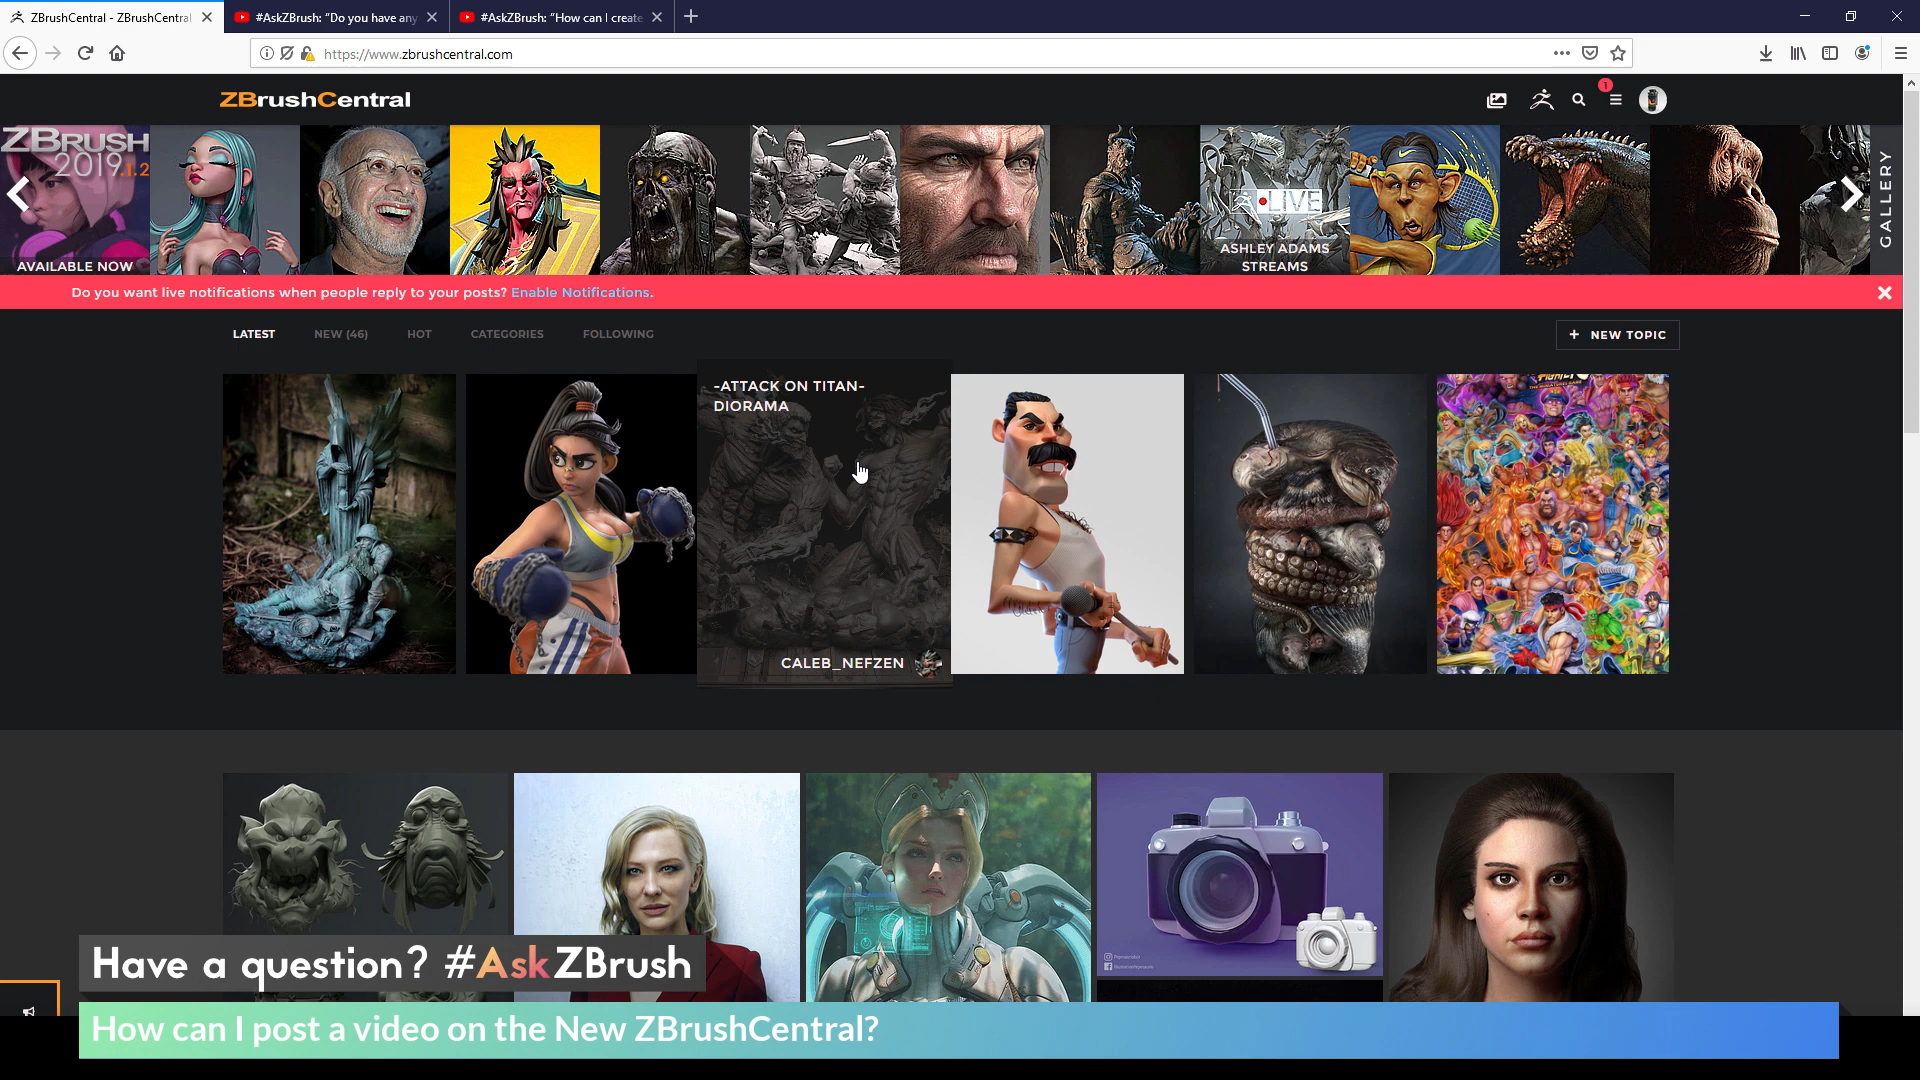 ZBrushCentral - ZBrushCentral
#AskZBrush: “Do you have any
#AskZBrush: “How can I create
https://www.zbrushcentral.com
ZBrushCentral
1
ZBRUSH
2019.1.2
AVAILABLE NOW
LIVE
ASHLEY ADAMS
STREAMS
GALLERY
Do you want live notifications when people reply to your posts? Enable Notifications.
LATEST
NEW (46)
HOT
CATEGORIES
FOLLOWING
+ NEW TOPIC
-ATTACK ON TITAN-
DIORAMA
CALEB_NEFZEN
Have a question? #AskZBrush
How can I post a video on the New ZBrushCentral?